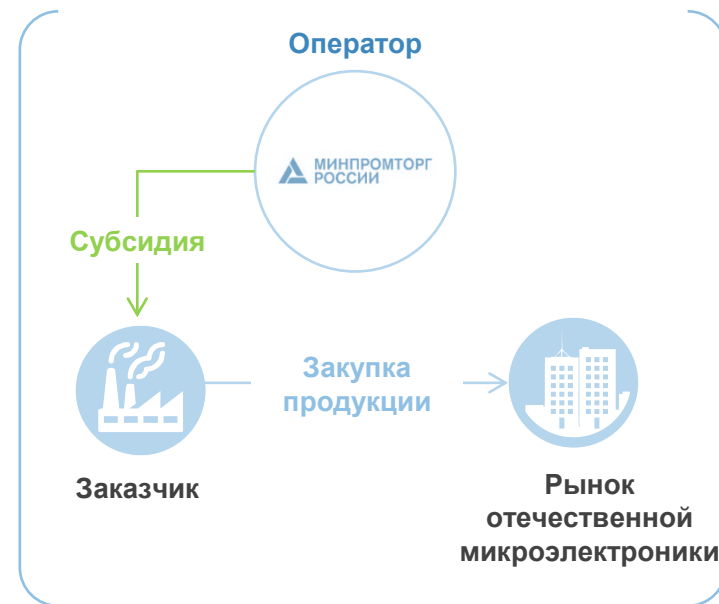 Оператор
МИНПРОМТОРГ
РОССИИ
Субсидия
Закупка
продукции
Заказчик
Рынок
отечественной
микроэлектроники